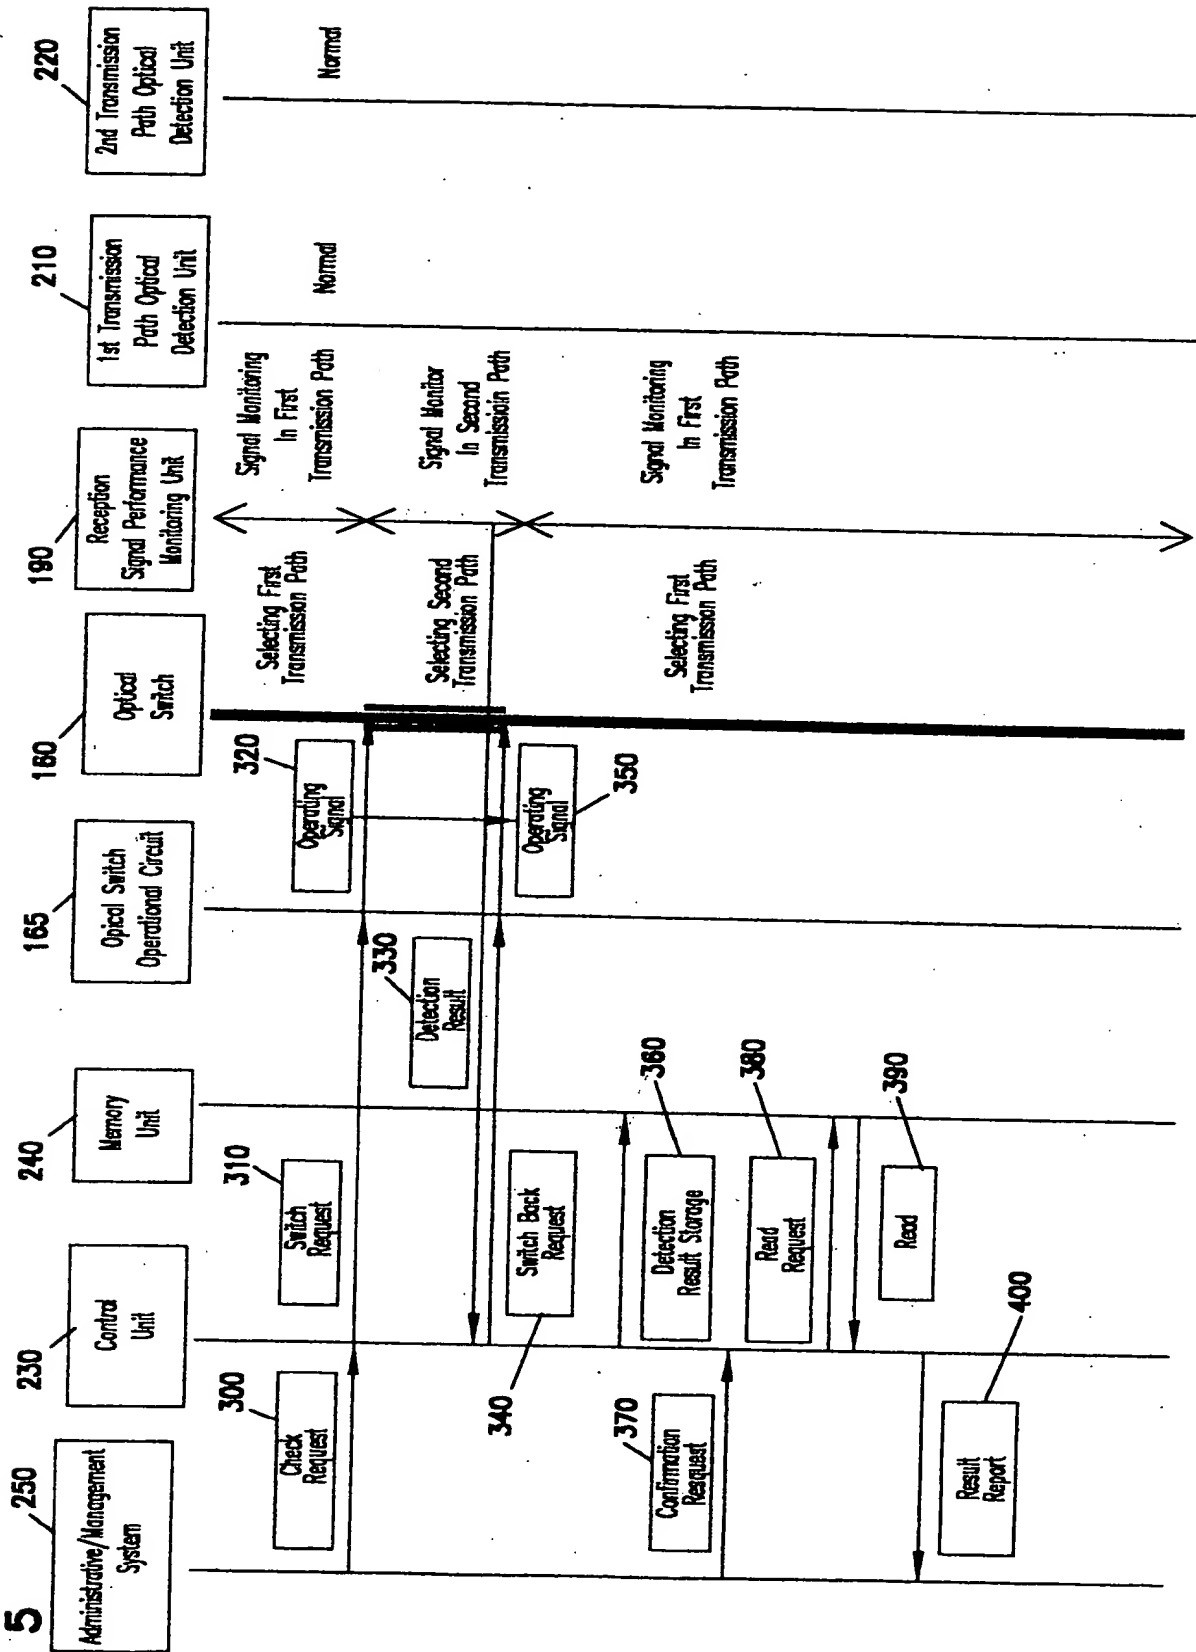 5
250
Administrative/Management
System
230
Control
Unit
240
Memory
Unit
165
Opical Switch
Operational Circuit
160
Optical
Switch
190
Reception
Signal Performance
Monitoring Unit
210
1st Transmission
Path Optical
Detection Unit
220
2nd Transmission
Path Optical
Detection Unit
300
Check
Request
310
Switch
Request
320
Operating
Signal
Selecting First
Transmission Path
Signal Monitoring
In First
Transmission Path
Normal
Normal
330
Detection
Result
Selecting Second
Transmission Path
Signal Monitor
In Second
Transmissioin Path
340
Switch Back
Request
Operating
Signal
350
360
Detection
Result Storage
Selecting First
Transmission Path
Signal Monitoring
In First
Transmission Path
370
Confirmation
Resquest
380
Read
Request
390
Read
400
Result
Report